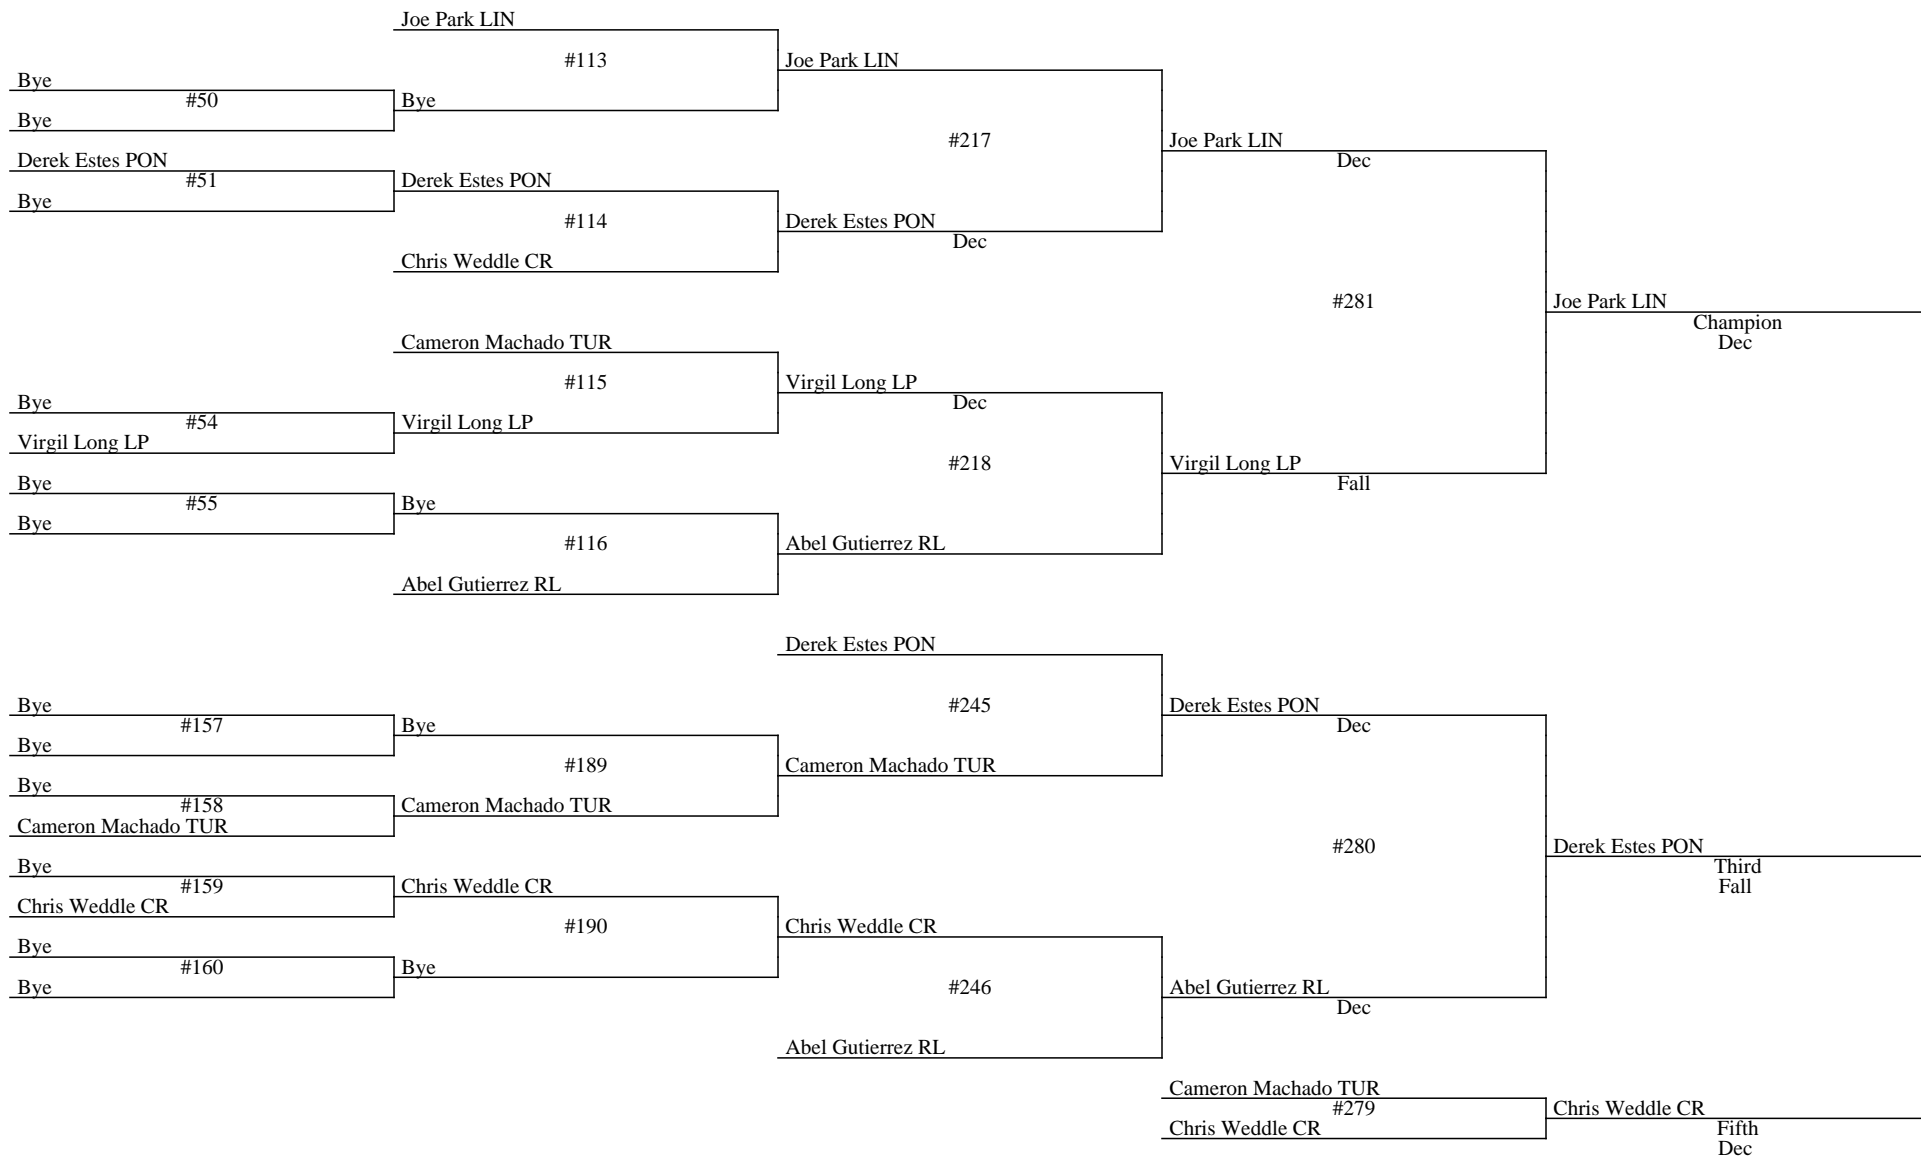 Joe Park LIN
#113
Joe Park LIN
Bye
#50
Bye
Bye
#217
Joe Park LIN
Dec
Derek Estes PON
#51
Derek Estes PON
Bye
#114
Derek Estes PON
Dec
Chris Weddle CR
#281
Joe Park LIN
Champion
Dec
Cameron Machado TUR
#115
Virgil Long LP
Dec
Bye
#54
Virgil Long LP
Virgil Long LP
#218
Virgil Long LP
Fall
Bye
#55
Bye
Bye
#116
Abel Gutierrez RL
Abel Gutierrez RL
Derek Estes PON
#245
Derek Estes PON
Dec
Bye
#157
Bye
Bye
#189
Cameron Machado TUR
Bye
#158
Cameron Machado TUR
Cameron Machado TUR
#280
Derek Estes PON
Third
Fall
Bye
#159
Chris Weddle CR
Chris Weddle CR
#190
Chris Weddle CR
Bye
#160
Bye
Bye
#246
Abel Gutierrez RL
Dec
Abel Gutierrez RL
Cameron Machado TUR
#279
Chris Weddle CR
Chris Weddle CR
Fifth
Dec